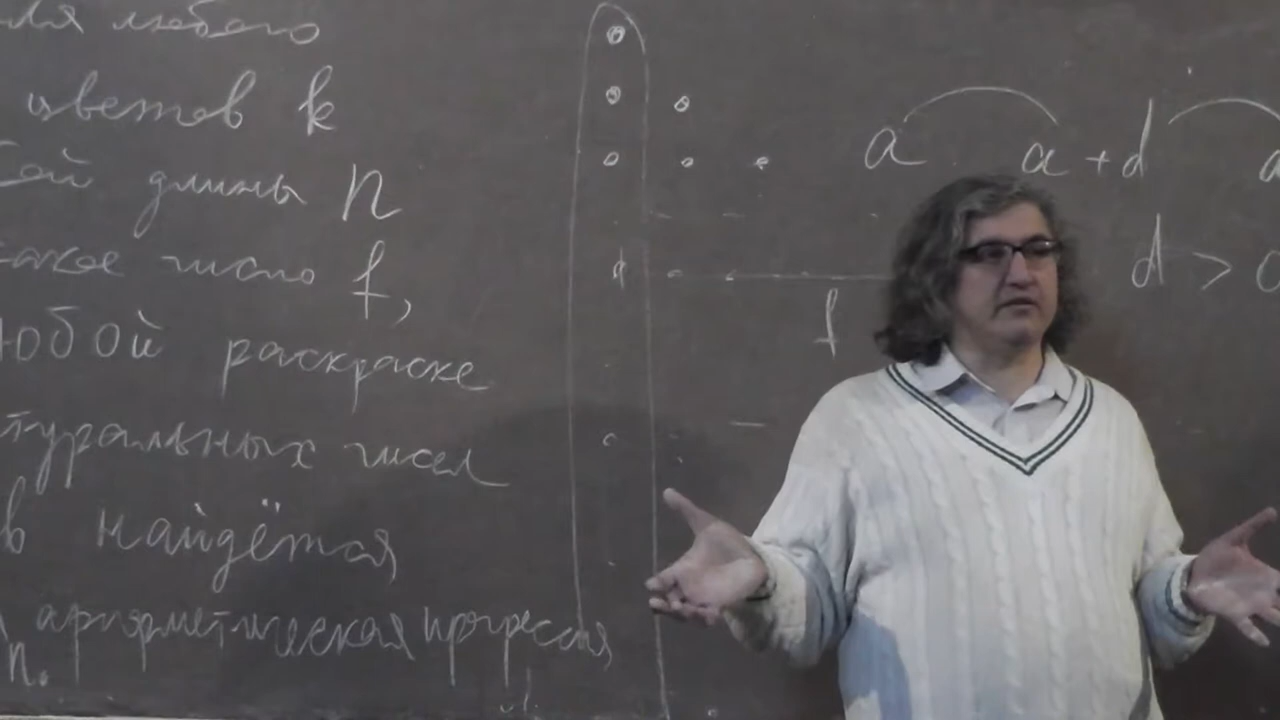 для любого
цветов k
длины n
такое число f,
любой раскраске
натуральных чисел
в найдётся
арифметическая прогрессия
n.
a a + d a
d > 0
f